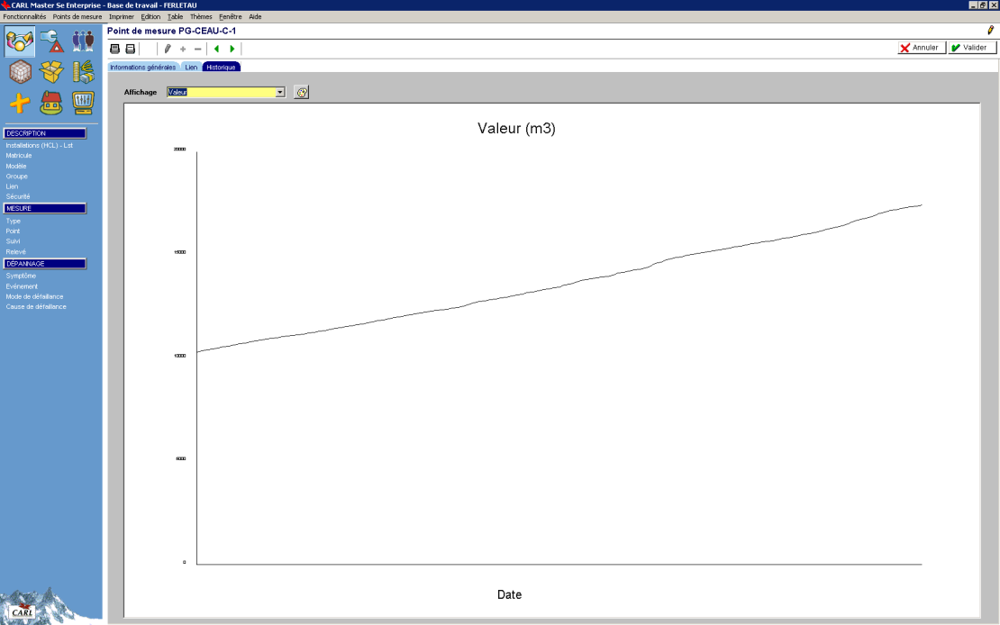 CARL Master Se Enterprise - Base de travail - FERLETAU
Fonctionnalités Points de mesure Imprimer Edition Table Thèmes Fenêtre Aide
Point de mesure PG-CEAU-C-1
Annuler Valider
Informations générales Lien Historique
Affichage Valeur
DESCRIPTION
Installations (HCL) - Lst
Matricule
Modèle
Groupe
Lien
Sécurité
MESURE
Type
Point
Suivi
Relevé
DÉPANNAGE
Symptôme
Evénement
Mode de défaillance
Cause de défaillance
CARL
Valeur (m3)
20000
15000
10000
5000
0
Date